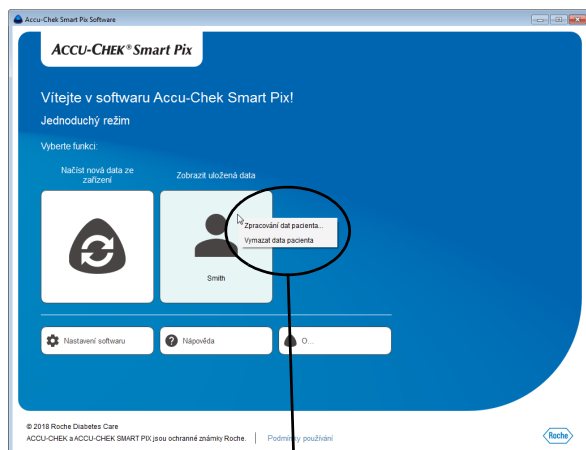 Accu-Chek Smart Pix Software
ACCU-CHEK® Smart Pix
Vítejte v softwaru Accu-Chek Smart Pix!
Jednoduchý režim
Vyberte funkci:
Načíst nová data ze
zařízení
Zobrazit uložená data
Zpracování dat pacienta...
Vymazat data pacienta
Smith
Nastavení softwaru
Nápověda
O...
© 2018 Roche Diabetes Care
ACCU-CHEK a ACCU-CHEK SMART PIX jsou ochranné známky Roche.
Podmínky používání
Roche